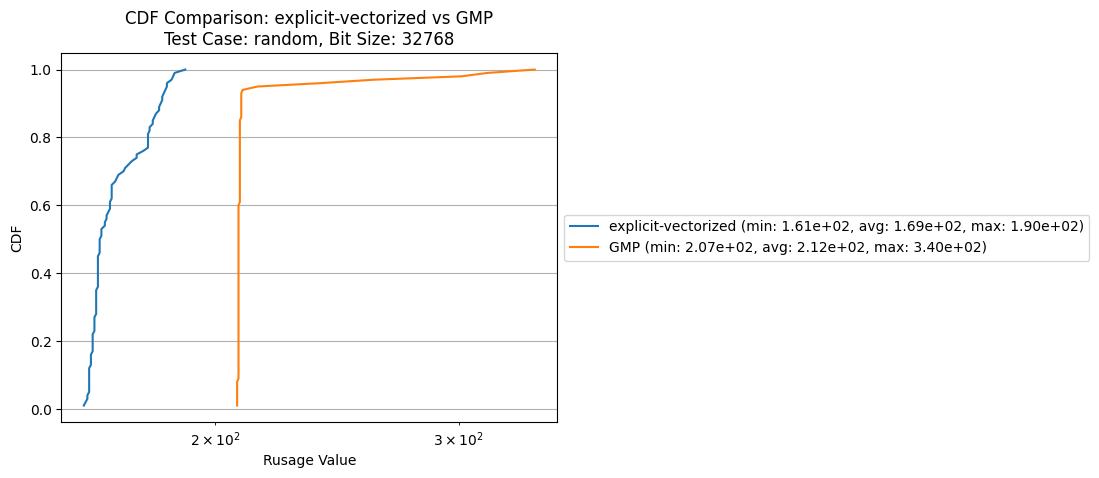 CDF Comparison: explicit-vectorized vs GMP
Test Case: random, Bit Size: 32768
1.0
0.8
0.6
0.4
0.2
0.0
CDF
2 × 10²
3 × 10²
Rusage Value
explicit-vectorized (min: 1.61e+02, avg: 1.69e+02, max: 1.90e+02)
GMP (min: 2.07e+02, avg: 2.12e+02, max: 3.40e+02)